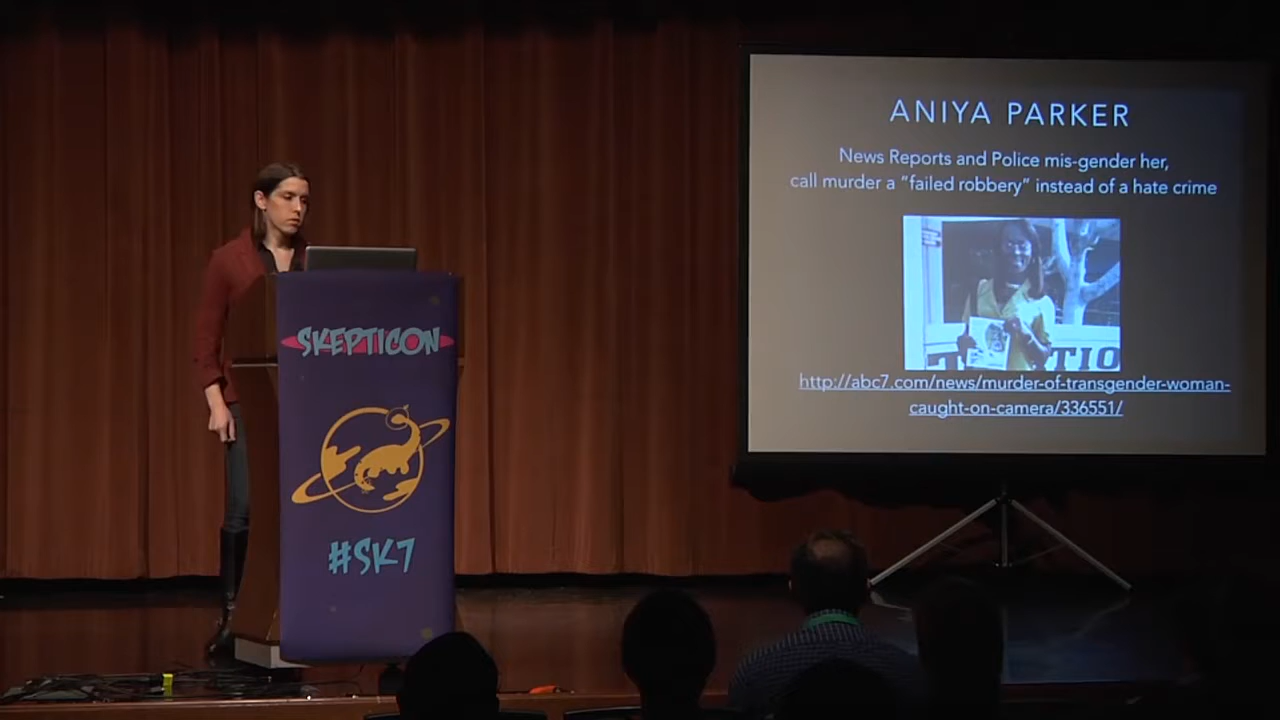 ANIYA PARKER
News Reports and Police mis-gender her,
call murder a “failed robbery” instead of a hate crime
TIO
http://abc7.com/news/murder-of-transgender-woman-
caught-on-camera/336551/
SKEPTICON
#SK7